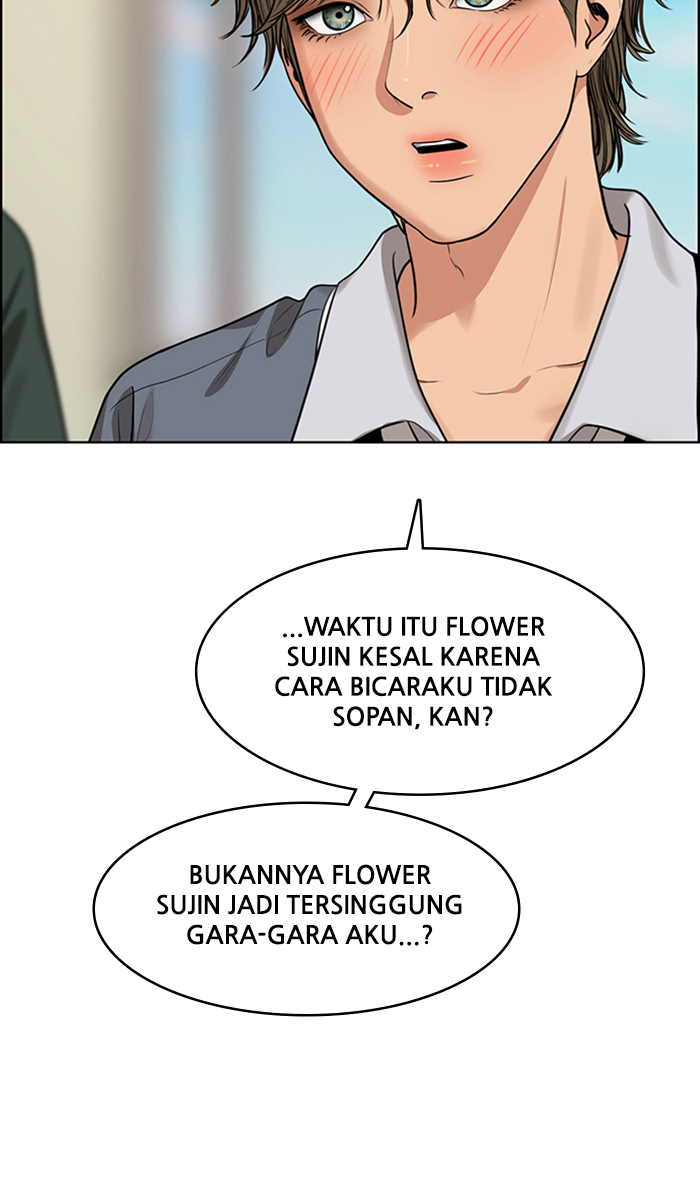 ...WAKTU ITU FLOWER
SUJIN KESAL KARENA
CARA BICARAKU TIDAK
SOPAN, KAN?
BUKANNYA FLOWER
SUJIN JADI TERSINGGUNG
GARA-GARA AKU...?